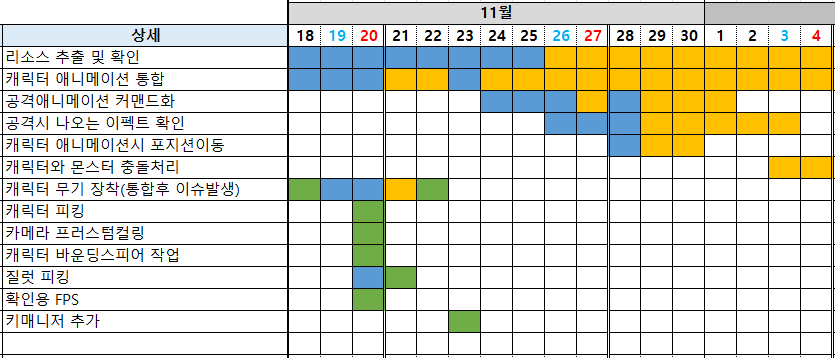 11월
상세 18 19 20 21 22 23 24 25 26 27 28 29 30 1 2 3 4
리소스 추출 및 확인
캐릭터 애니메이션 통합
공격애니메이션 커맨드화
공격시 나오는 이펙트 확인
캐릭터 애니메이션시 포지션이동
캐릭터와 몬스터 충돌처리
캐릭터 무기 장착(통합후 이슈발생)
캐릭터 피킹
카메라 프러스텀컬링
캐릭터 바운딩스피어 작업
질럿 피킹
확인용 FPS
키매니저 추가